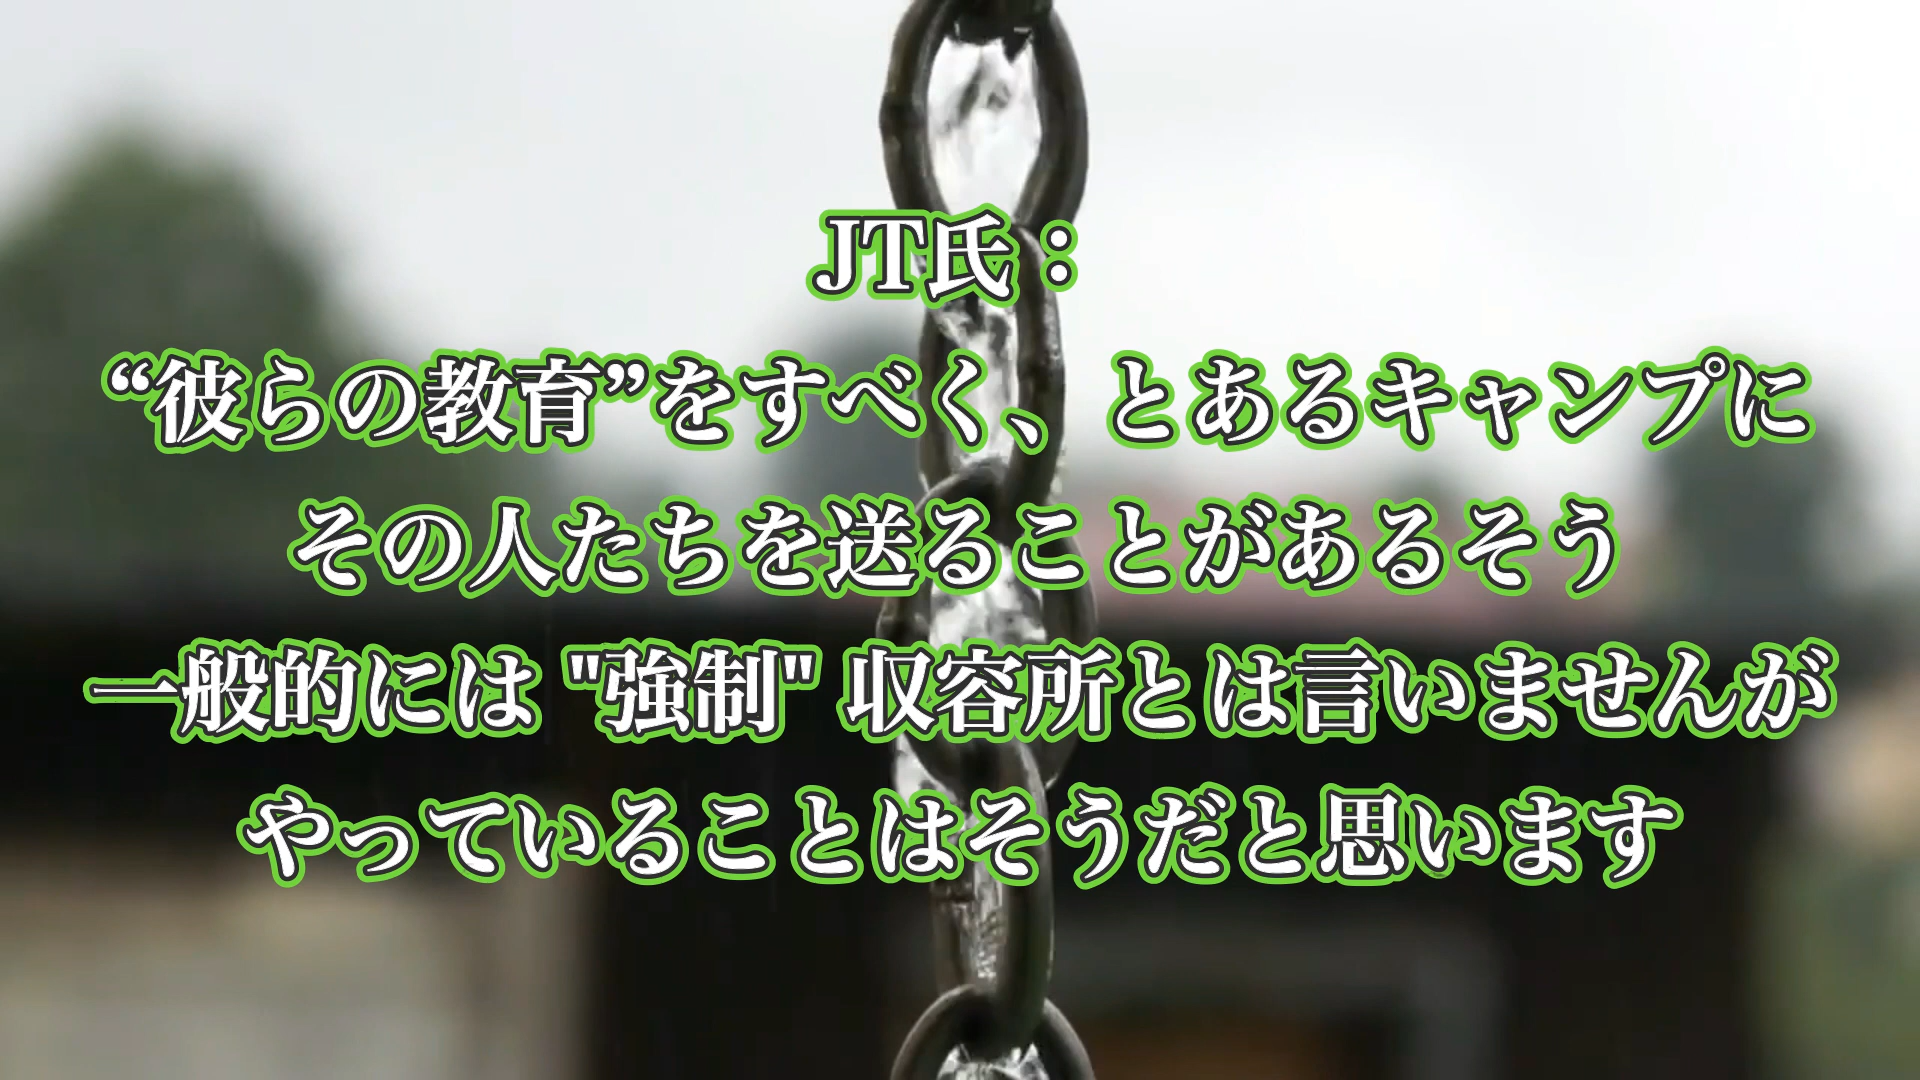 JT氏：
“彼らの教育”をすべく、とあるキャンプに
その人たちを送ることがあるそう
一般的には "強制" 収容所とは言いませんが
やっていることはそうだと思います